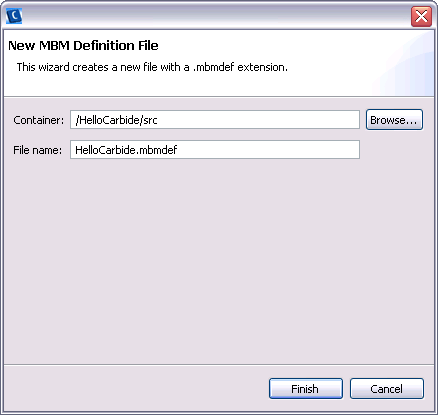 New MBM Definition File
This wizard creates a new file with a .mbmdef extension.
Container: /HelloCarbide/src Browse...
File name: HelloCarbide.mbmdef
Finish Cancel